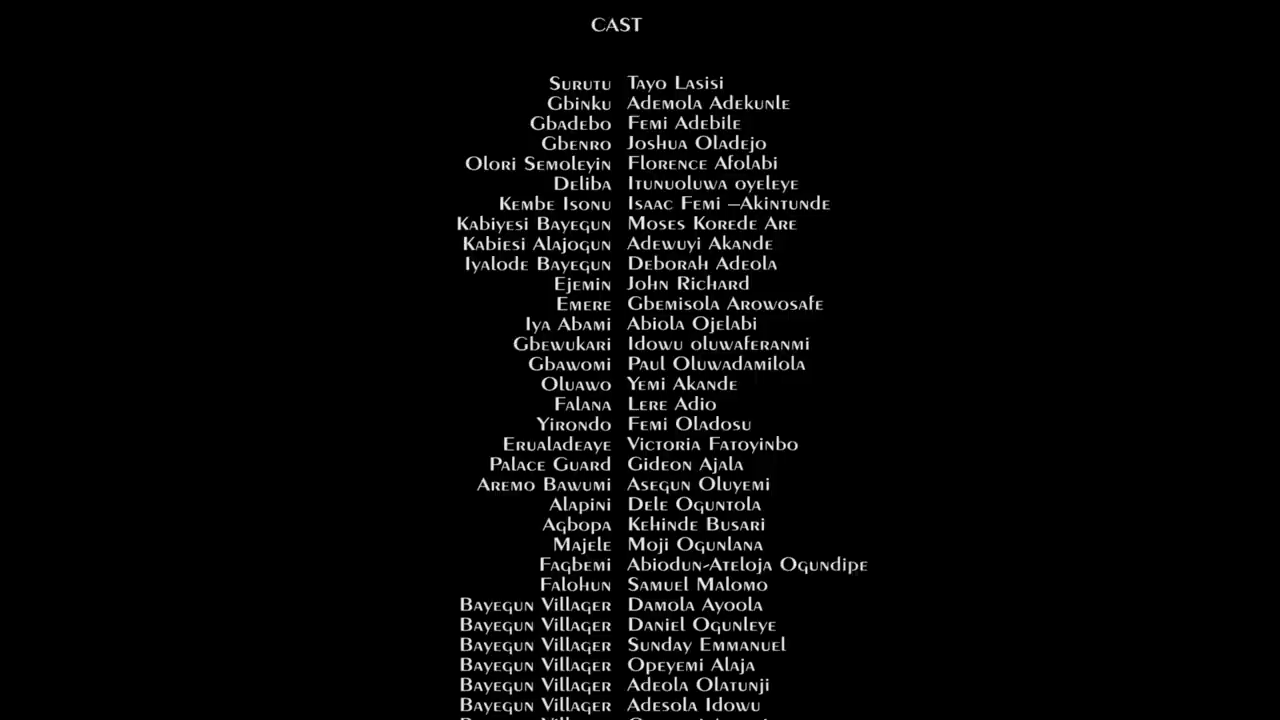 CAST
Surutu Tayo Lasisi
Gbinku Ademola Adekunle
Gbadebo Femi Adebile
Gbenro Joshua Oladejo
Olori Semoleyin Florence Afolabi
Deliba Itunuoluwa oyeleye
Kembe Isonu Isaac Femi –Akintunde
Kabiyesi Bayegun Moses Korede Are
Kabiesi Alajogun Adewuyi Akande
Iyalode Bayegun Deborah Adeola
Ejemin John Richard
Emere Gbemisola Arowosafe
Iya Abami Abiola Ojelabi
Gbewukari Idowu oluwaferanmi
Gbawomi Paul Oluwadamilola
Oluawo Yemi Akande
Falana Lere Adio
Yirondo Femi Oladosu
Erualadeaye Victoria Fatoyinbo
Palace Guard Gideon Ajala
Aremo Bawumi Asegun Oluyemi
Alapini Dele Oguntola
Agbopa Kehinde Busari
Majele Moji Ogunlana
Fagbemi Abiodun-Ateloja Ogundipe
Falohun Samuel Malomo
Bayegun Villager Damola Ayoola
Bayegun Villager Daniel Ogunleye
Bayegun Villager Sunday Emmanuel
Bayegun Villager Opeyemi Alaja
Bayegun Villager Adeola Olatunji
Bayegun Villager Adesola Idowu
Bayegun Villager